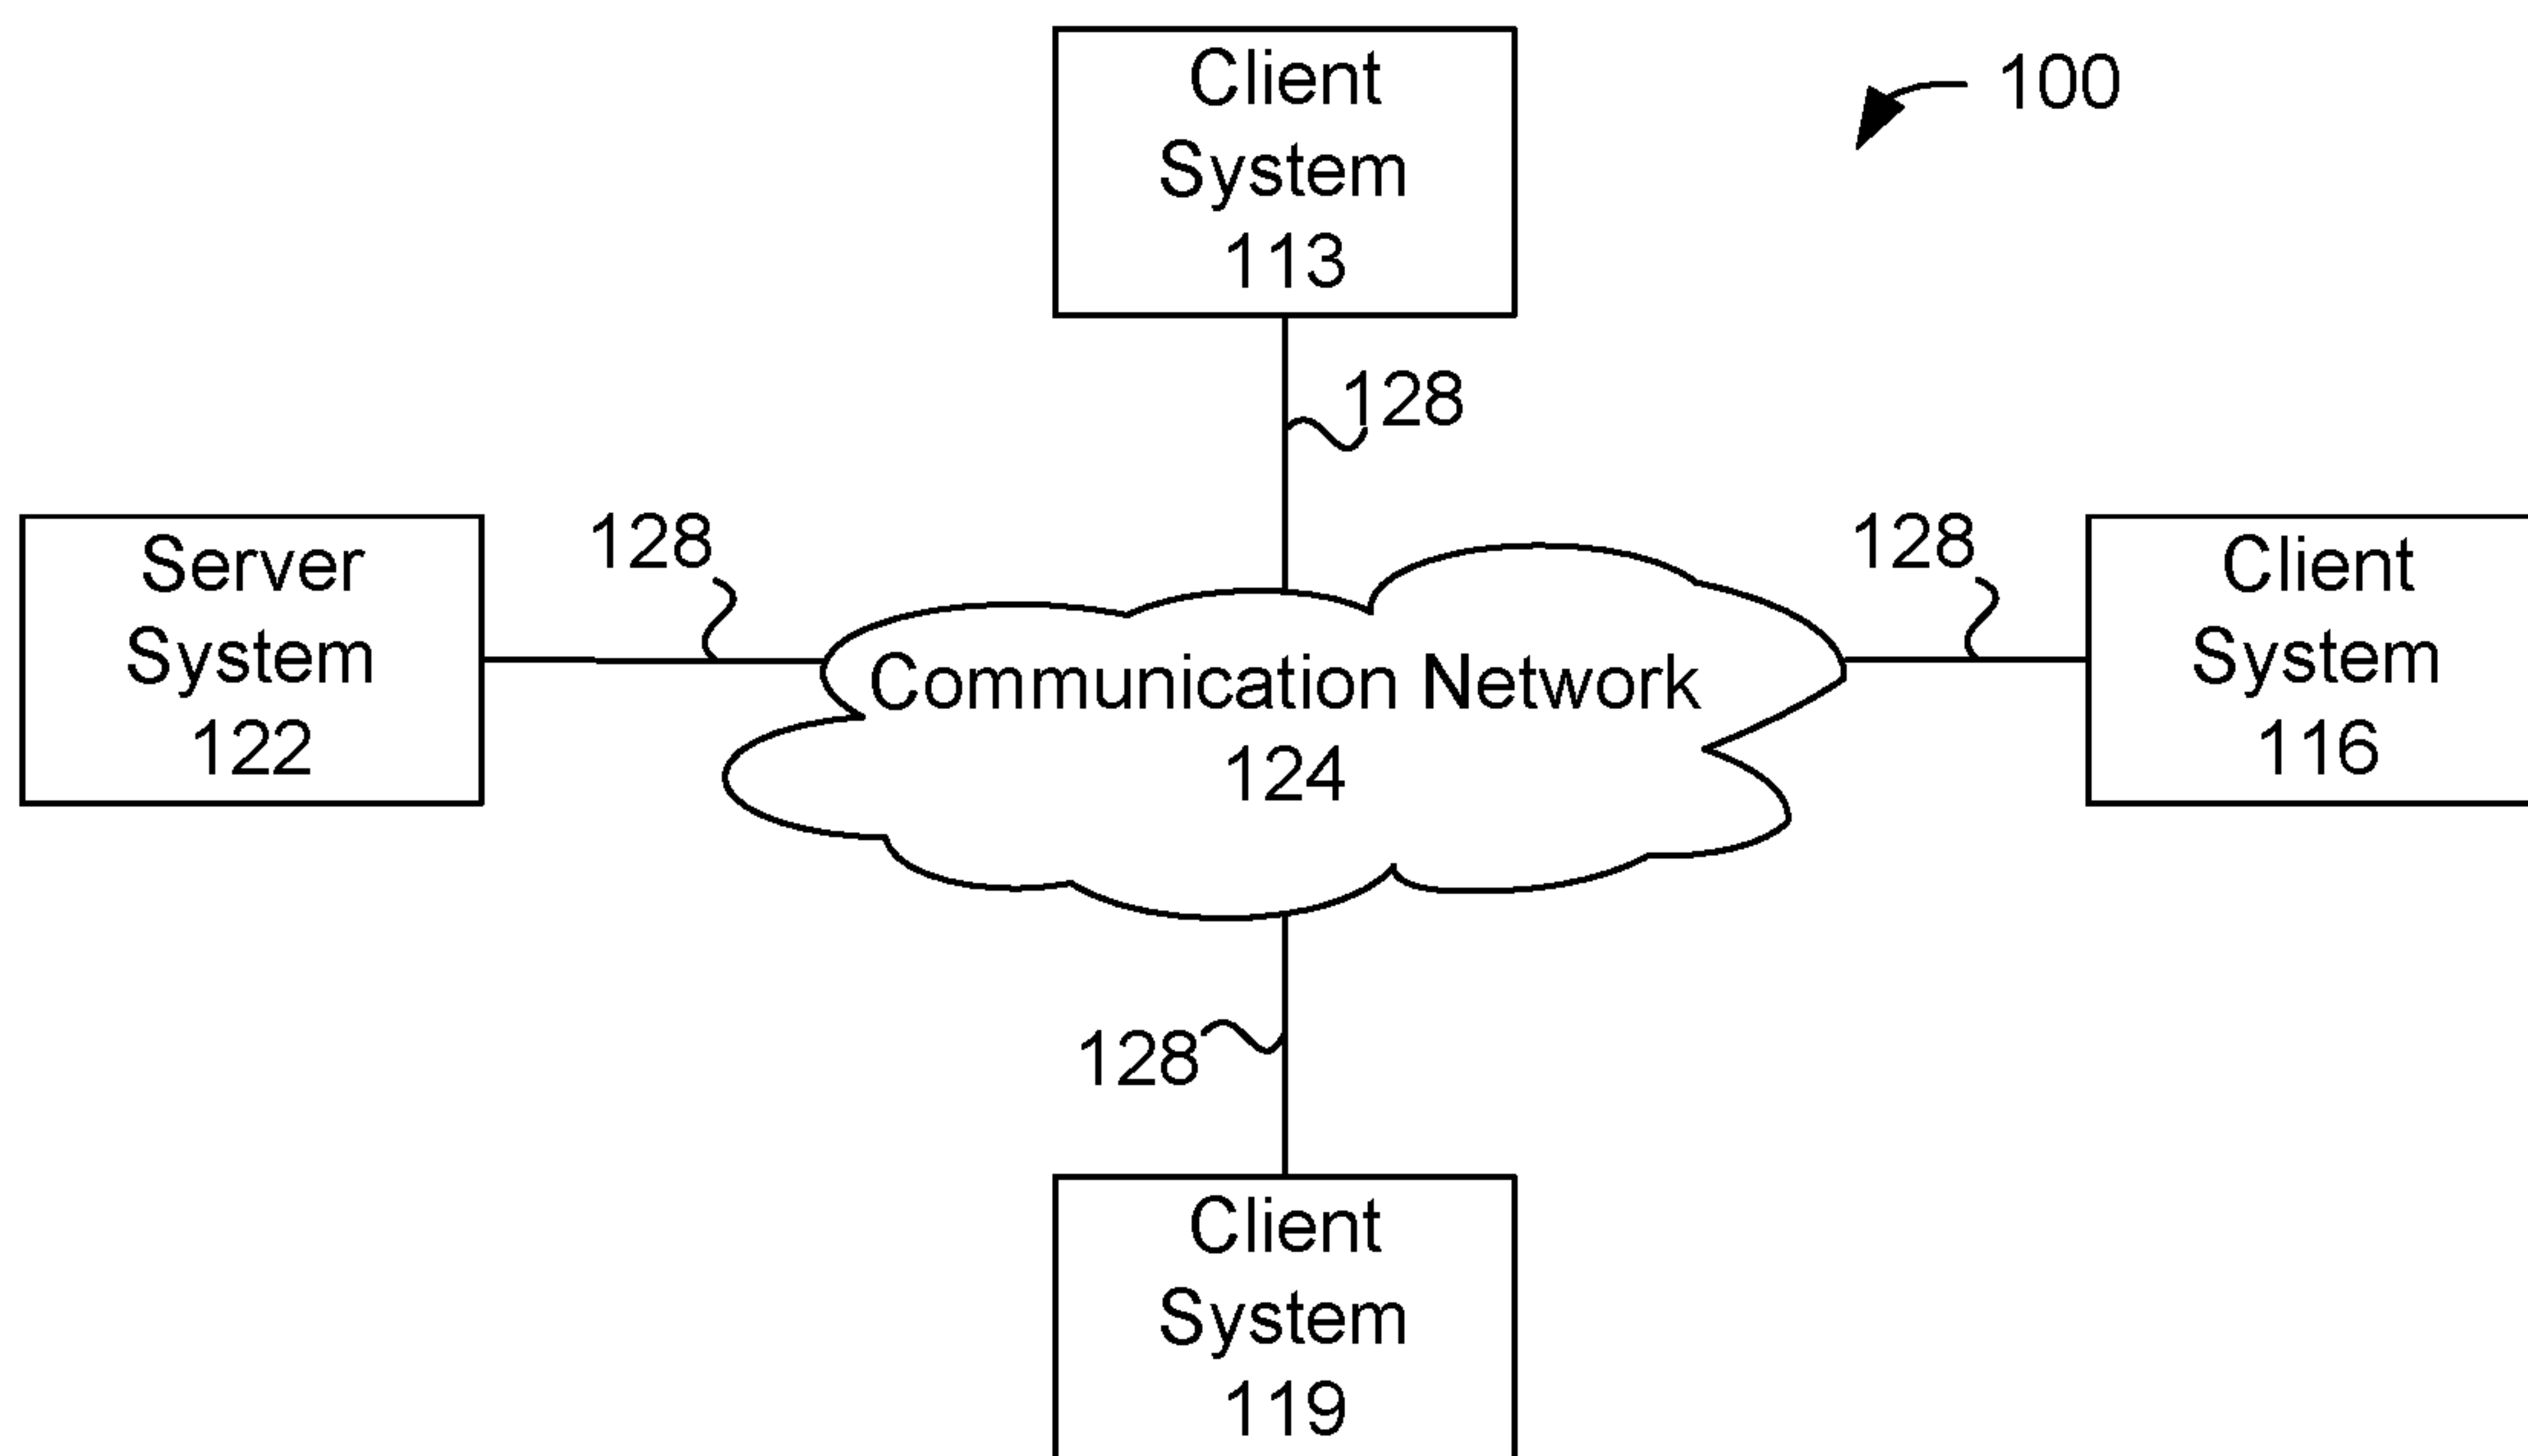 Client
System
113
100
128
Server
System
122
128
Communication Network
124
128
Client
System
116
128
Client
System
119